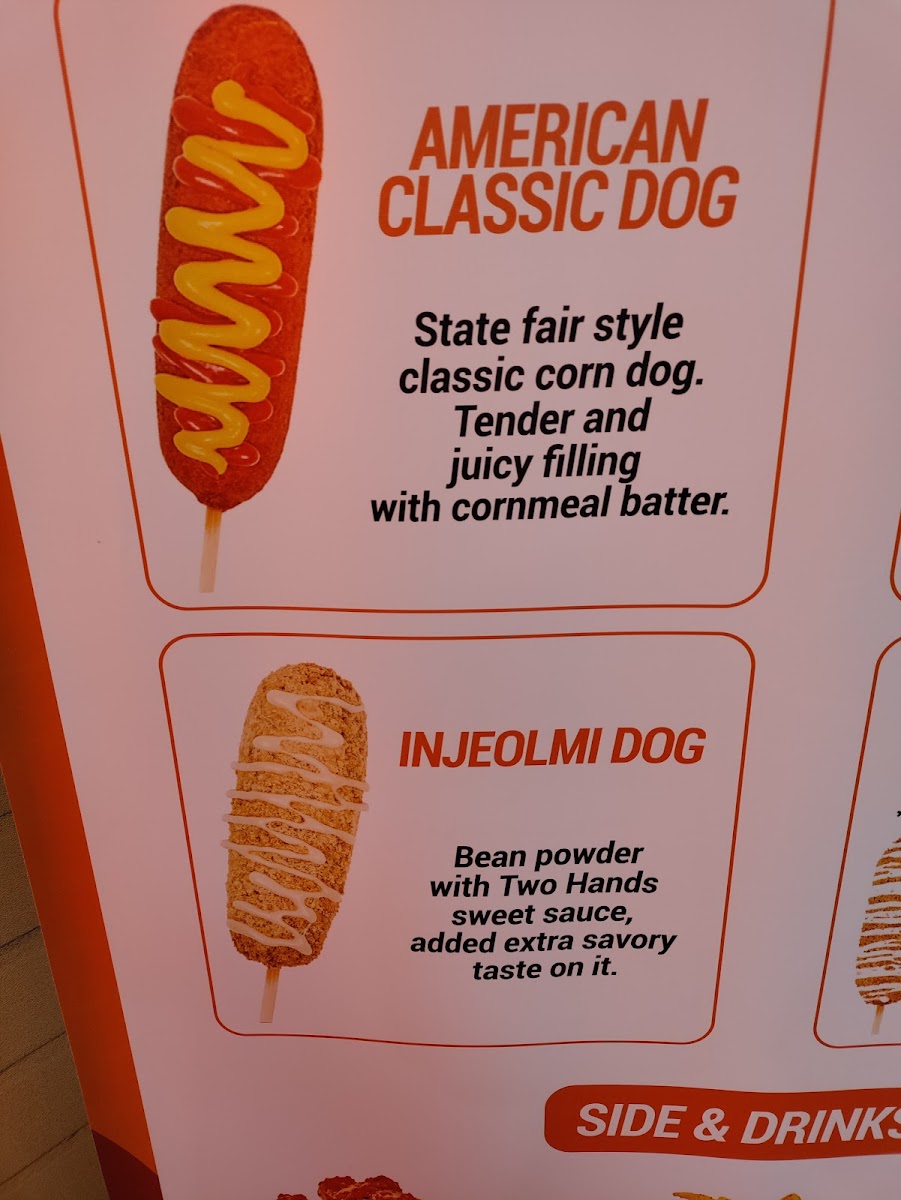 AMERICAN
CLASSIC DOG
State fair style
classic corn dog.
Tender and
juicy filling
with cornmeal batter.
INJEOLMI DOG
Bean powder
with Two Hands
sweet sauce,
added extra savory
taste on it.
SIDE & DRINKS